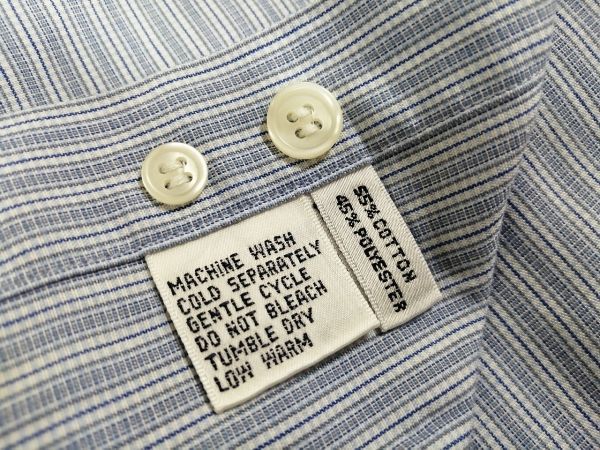 MACHINE WASH
COLD SEPARATELY
GENTLE CYCLE
DO NOT BLEACH
TUMBLE DRY
LOW WARM
55% COTTON
45% POLYESTER